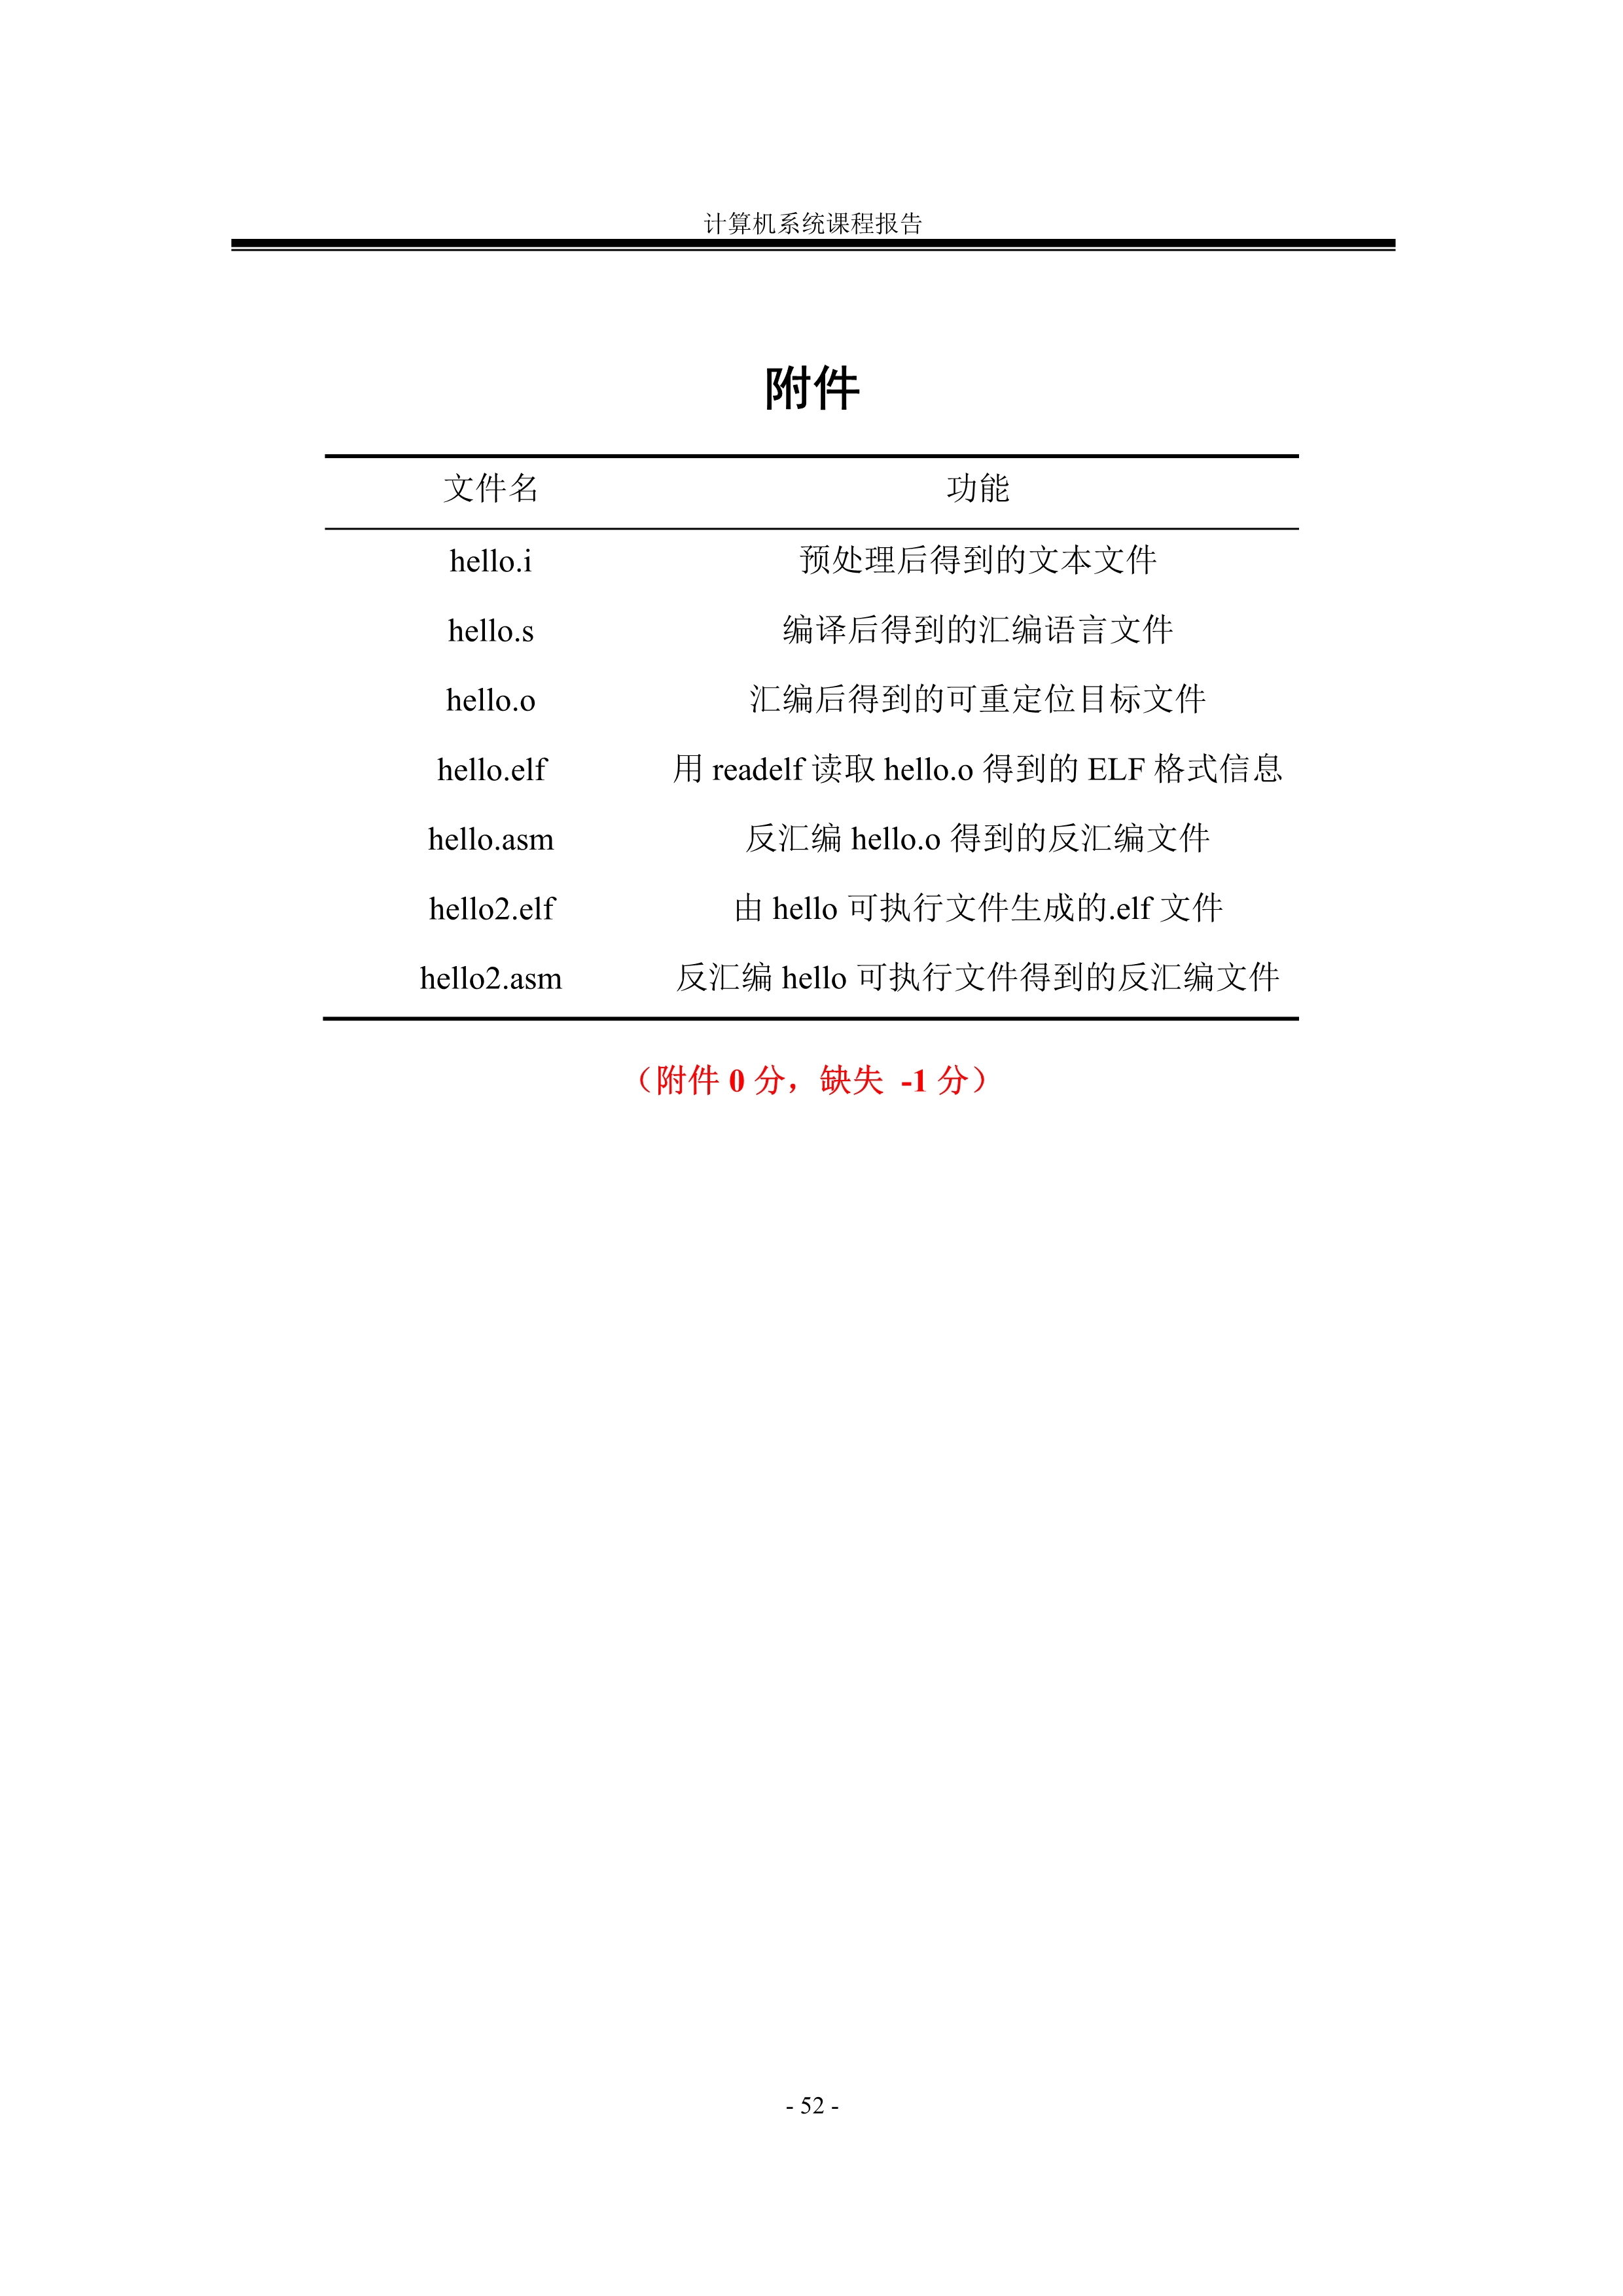 计算机系统课程报告
附件
文件名 功能
hello.i 预处理后得到的文本文件
hello.s 编译后得到的汇编语言文件
hello.o 汇编后得到的可重定位目标文件
hello.elf 用 readelf 读取 hello.o 得到的 ELF 格式信息
hello.asm 反汇编 hello.o 得到的反汇编文件
hello2.elf 由 hello 可执行文件生成的.elf 文件
hello2.asm 反汇编 hello 可执行文件得到的反汇编文件
（附件 0 分，缺失 -1 分）
- 52 -